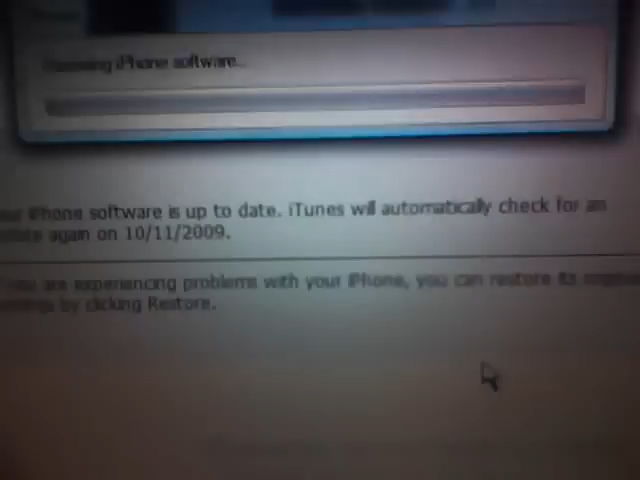 iPhone software...
iPhone software is up to date. iTunes will automatically check for an
again on 10/11/2009.
you are experiencing problems with your iPhone, you can restore its
by clicking Restore.